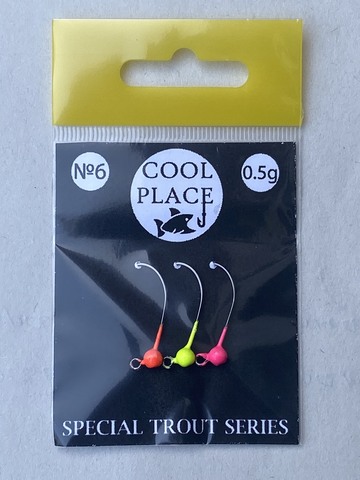 №6
COOL
PLACE
0.5g
SPECIAL TROUT SERIES